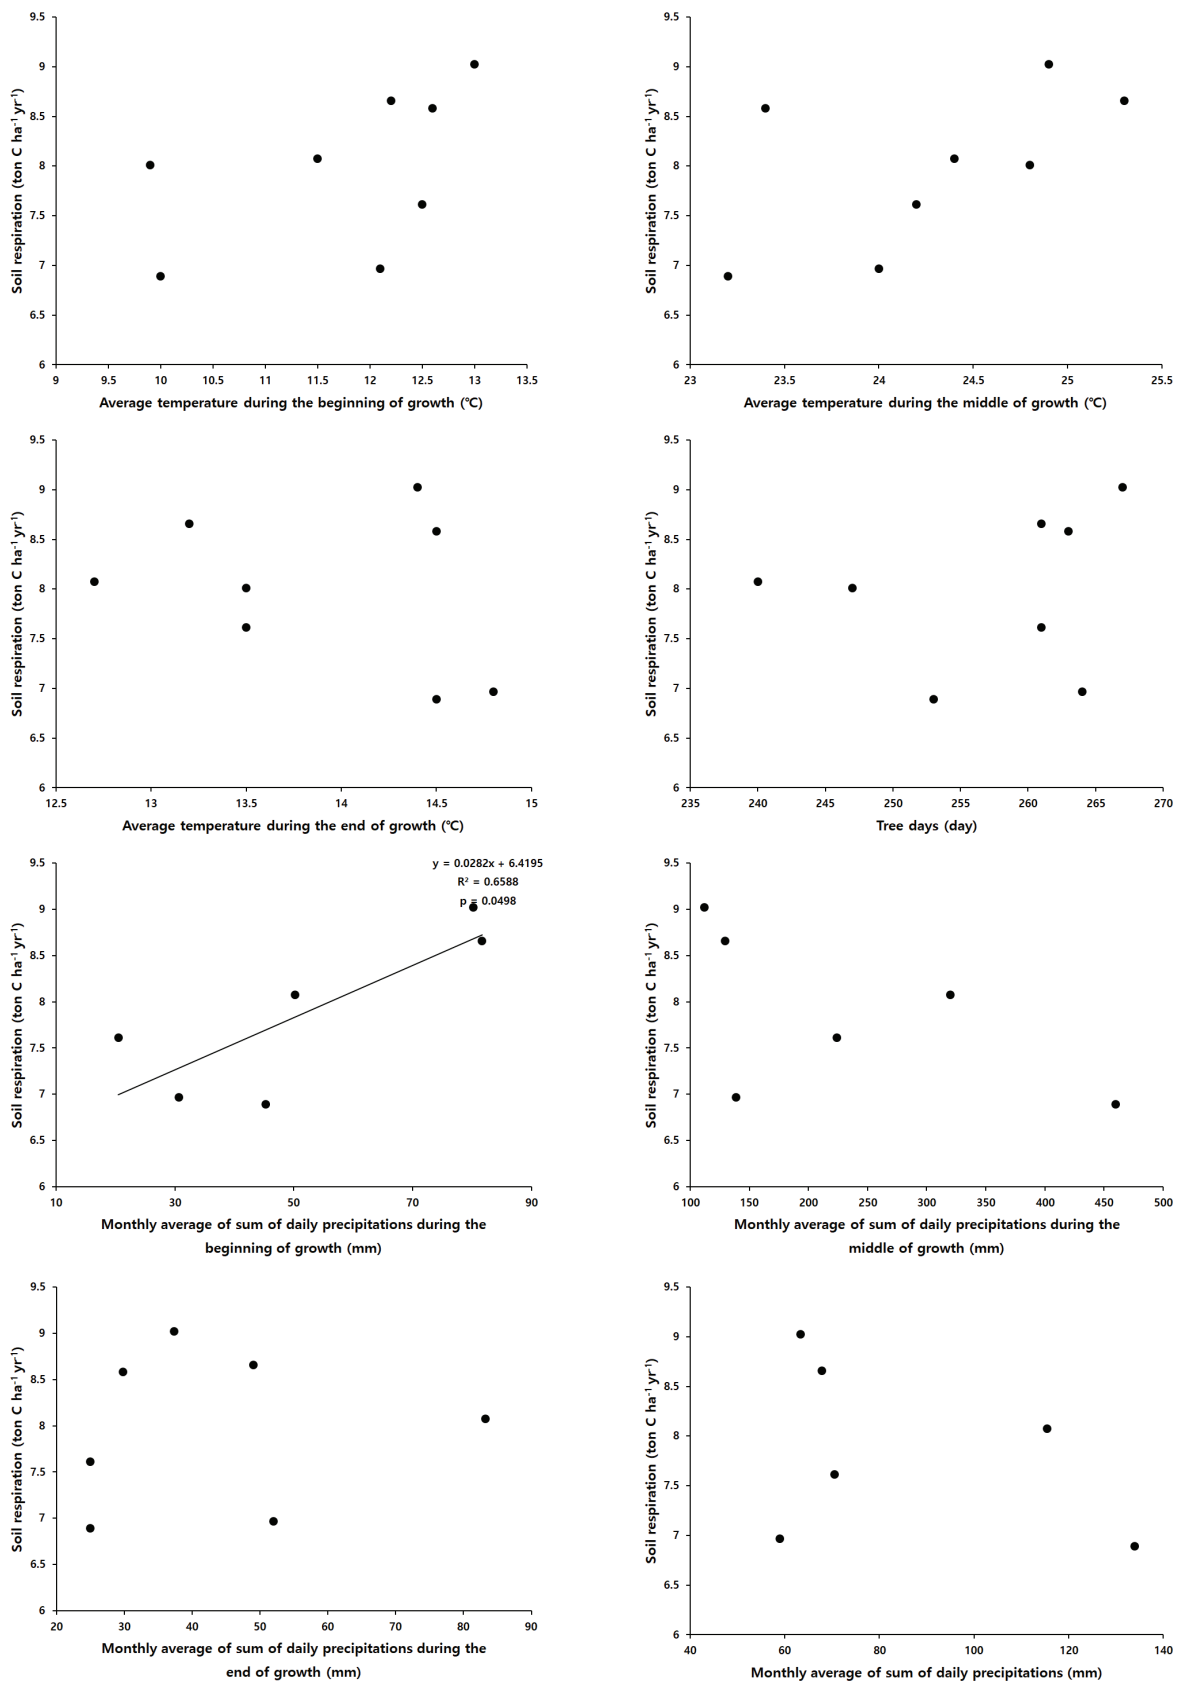 9.5
9
8.5
8
7.5
7
6.5
6
Soil respiration (ton C ha⁻¹ yr⁻¹)
9 9.5 10 10.5 11 11.5 12 12.5 13 13.5
Average temperature during the beginning of growth (℃)
9.5
9
8.5
8
7.5
7
6.5
6
Soil respiration (ton C ha⁻¹ yr⁻¹)
23 23.5 24 24.5 25 25.5
Average temperature during the middle of growth (℃)
9.5
9
8.5
8
7.5
7
6.5
6
Soil respiration (ton C ha⁻¹ yr⁻¹)
12.5 13 13.5 14 14.5 15
Average temperature during the end of growth (℃)
9.5
9
8.5
8
7.5
7
6.5
6
Soil respiration (ton C ha⁻¹ yr⁻¹)
235 240 245 250 255 260 265 270
Tree days (day)
9.5
9
8.5
8
7.5
7
6.5
6
Soil respiration (ton C ha⁻¹ yr⁻¹)
y = 0.0282x + 6.4195
R² = 0.6588
p = 0.0498
10 30 50 70 90
Monthly average of sum of daily precipitations during the
beginning of growth (mm)
9.5
9
8.5
8
7.5
7
6.5
6
Soil respiration (ton C ha⁻¹ yr⁻¹)
100 150 200 250 300 350 400 450 500
Monthly average of sum of daily precipitations during the
middle of growth (mm)
9.5
9
8.5
8
7.5
7
6.5
6
Soil respiration (ton C ha⁻¹ yr⁻¹)
20 30 40 50 60 70 80 90
Monthly average of sum of daily precipitations during the
end of growth (mm)
9.5
9
8.5
8
7.5
7
6.5
6
Soil respiration (ton C ha⁻¹ yr⁻¹)
40 60 80 100 120 140
Monthly average of sum of daily precipitations (mm)